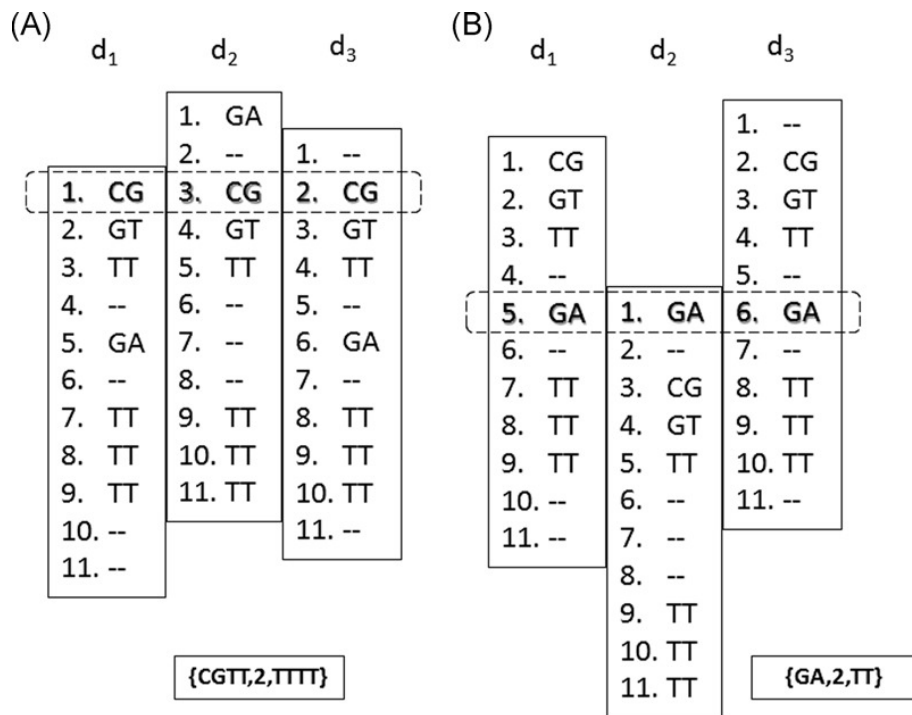 (A)
d1
1. CG
2. GT
3. TT
4. --
5. GA
6. --
7. TT
8. TT
9. TT
10. --
11. --
d2
1. GA
2. --
3. CG
4. GT
5. TT
6. --
7. --
8. --
9. TT
10. TT
11. TT
d3
1. --
2. CG
3. GT
4. TT
5. --
6. GA
7. --
8. TT
9. TT
10. TT
11. --
{CGTT,2,TTTT}
(B)
d1
1. CG
2. GT
3. TT
4. --
5. GA
6. --
7. TT
8. TT
9. TT
10. --
11. --
d2
1. GA
2. --
3. CG
4. GT
5. TT
6. --
7. --
8. --
9. TT
10. TT
11. TT
d3
1. --
2. CG
3. GT
4. TT
5. --
6. GA
7. --
8. TT
9. TT
10. TT
11. --
{GA,2,TT}